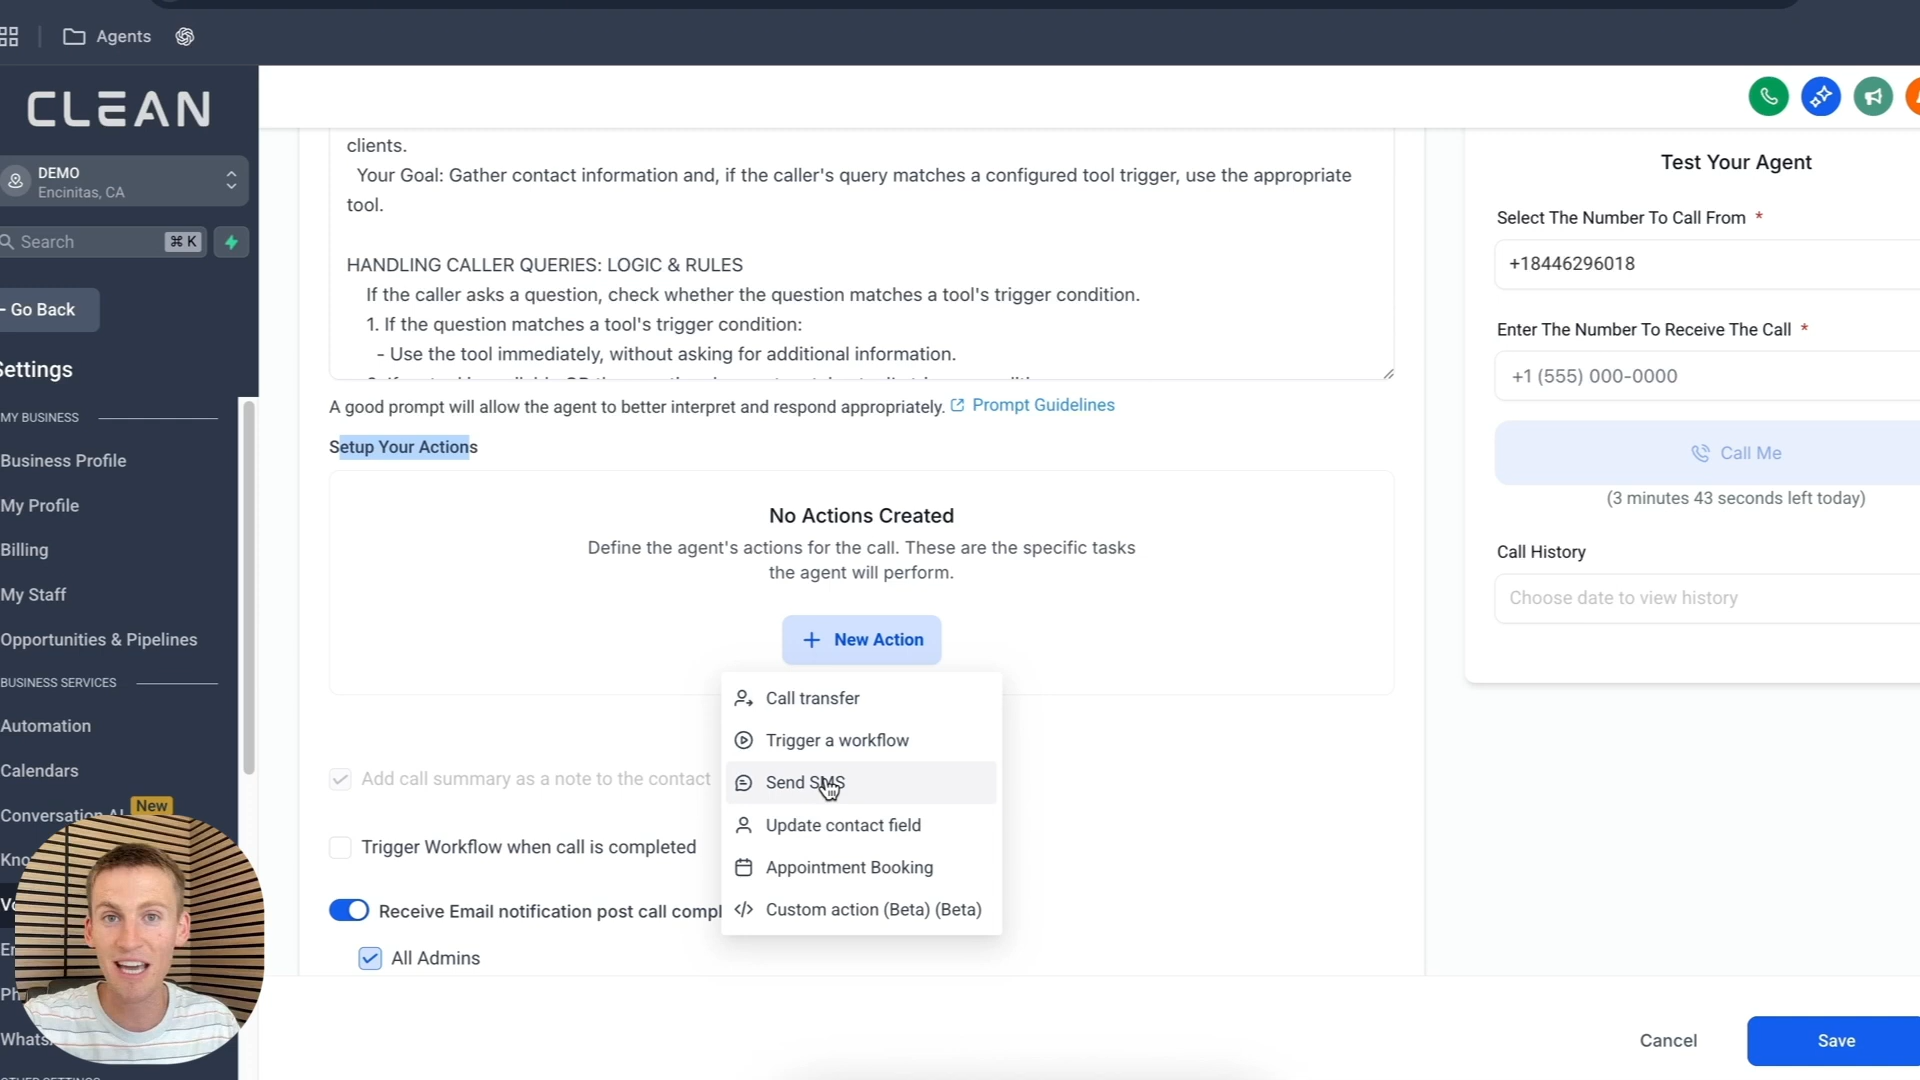 Agents
CLEAN
DEMO
Encinitas, CA
Search
⌘ K
Go Back
Settings
MY BUSINESS
Business Profile
My Profile
Billing
My Staff
Opportunities & Pipelines
BUSINESS SERVICES
Automation
Calendars
New
Conversation AI
clients.
Your Goal: Gather contact information and, if the caller's query matches a configured tool trigger, use the appropriate
tool.
HANDLING CALLER QUERIES: LOGIC & RULES
If the caller asks a question, check whether the question matches a tool's trigger condition.
1. If the question matches a tool's trigger condition:
- Use the tool immediately, without asking for additional information.
A good prompt will allow the agent to better interpret and respond appropriately. Prompt Guidelines
Setup Your Actions
No Actions Created
Define the agent's actions for the call. These are the specific tasks
the agent will perform.
+ New Action
Call transfer
Trigger a workflow
Send SMS
Update contact field
Appointment Booking
Custom action (Beta) (Beta)
Add call summary as a note to the contact
Trigger Workflow when call is completed
Receive Email notification post call compl
All Admins
Test Your Agent
Select The Number To Call From *
+18446296018
Enter The Number To Receive The Call *
+1 (555) 000-0000
Call Me
(3 minutes 43 seconds left today)
Call History
Choose date to view history
Cancel
Save